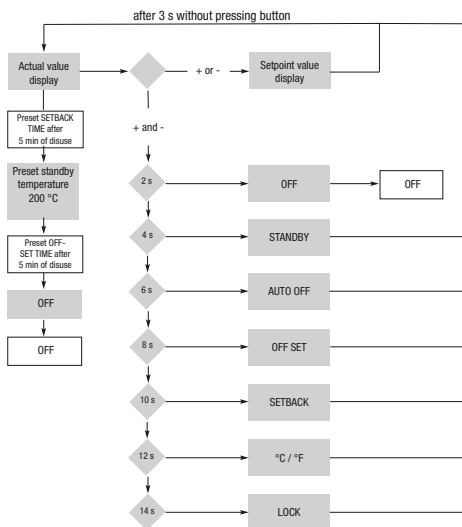 after 3 s without pressing button
Actual value
display
+ or -
Setpoint value
display
Preset SETBACK
TIME after
5 min of disuse
+ and -
Preset standby
temperature
200 °C
2 s
OFF
OFF
4 s
STANDBY
Preset OFF-
SET TIME after
5 min of disuse
6 s
AUTO OFF
OFF
8 s
OFF SET
OFF
10 s
SETBACK
12 s
°C / °F
14 s
LOCK